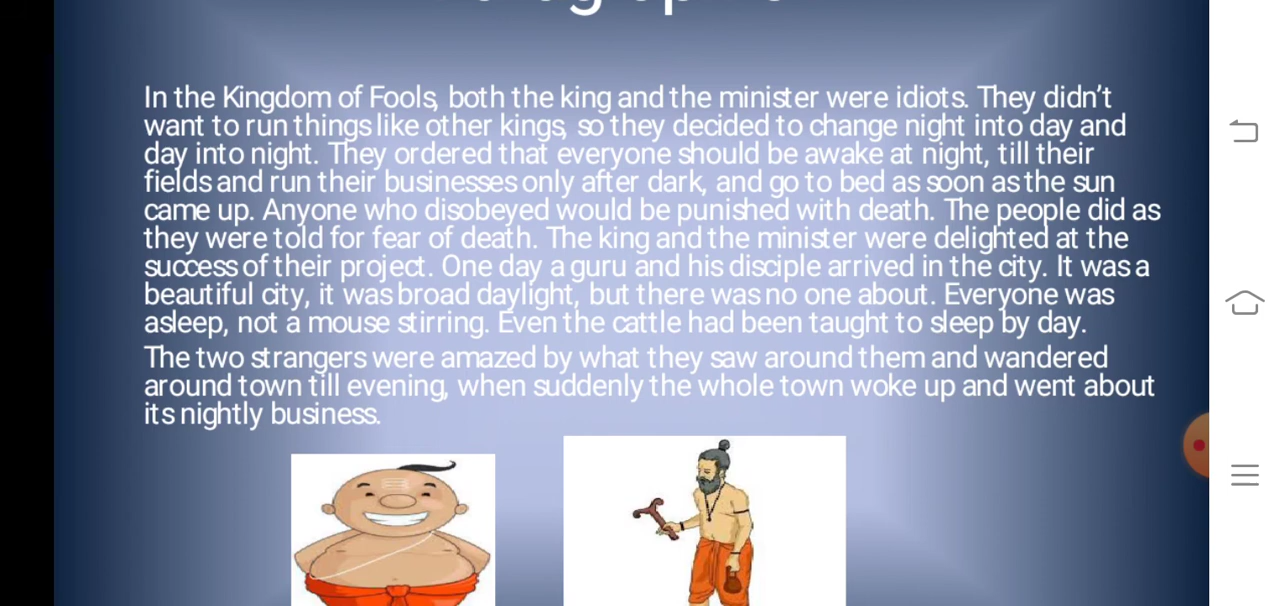 In the Kingdom of Fools, both the king and the minister were idiots. They didn't
want to run things like other kings, so they decided to change night into day and
day into night. They ordered that everyone should be awake at night, till their
fields and run their businesses only after dark, and go to bed as soon as the sun
came up. Anyone who disobeyed would be punished with death. The people did as
they were told for fear of death. The king and the minister were delighted at the
success of their project. One day a guru and his disciple arrived in the city. It was a
beautiful city, it was broad daylight, but there was no one about. Everyone was
asleep, not a mouse stirring. Even the cattle had been taught to sleep by day.
The two strangers were amazed by what they saw around them and wandered
around town till evening, when suddenly the whole town woke up and went about
its nightly business.